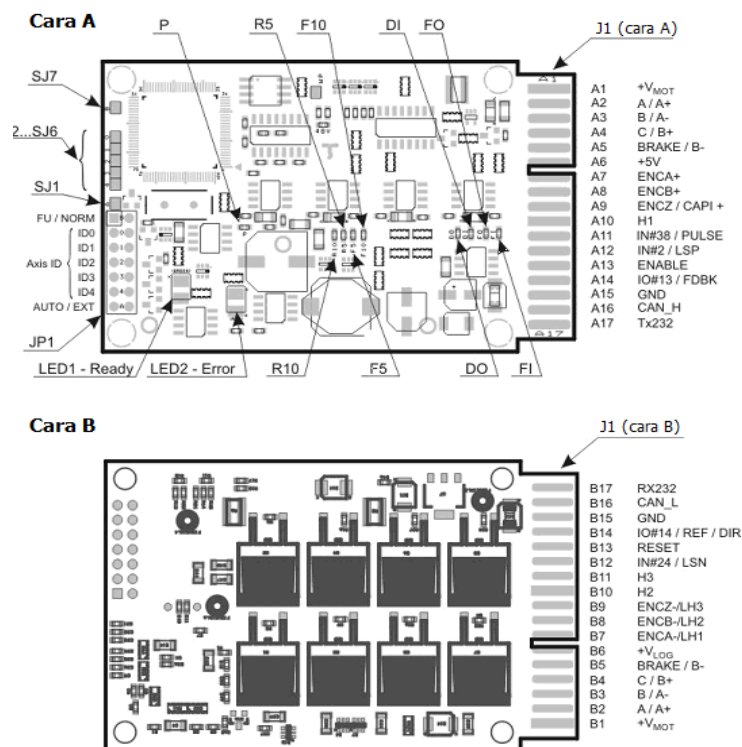 Cara A
P
R5
F10
DI
FO
J1 (cara A)
SJ7
2...SJ6
SJ1
FU / NORM
ID0
ID1
Axis ID
ID2
ID3
ID4
AUTO / EXT
JP1
LED1 - Ready
LED2 - Error
R10
F5
DO
FI
A1
A17
A1 +VMOT
A2 A / A+
A3 B / A-
A4 C / B+
A5 BRAKE / B-
A6 +5V
A7 ENCA+
A8 ENCB+
A9 ENCZ / CAPI +
A10 H1
A11 IN#38 / PULSE
A12 IN#2 / LSP
A13 ENABLE
A14 IO#13 / FDBK
A15 GND
A16 CAN_H
A17 Tx232
Cara B
J1 (cara B)
B17 RX232
B16 CAN_L
B15 GND
B14 IO#14 / REF / DIR
B13 RESET
B12 IN#24 / LSN
B11 H3
B10 H2
B9 ENCZ-/LH3
B8 ENCB-/LH2
B7 ENCA-/LH1
B6 +VLOG
B5 BRAKE / B-
B4 C / B+
B3 B / A-
B2 A / A+
B1 +VMOT